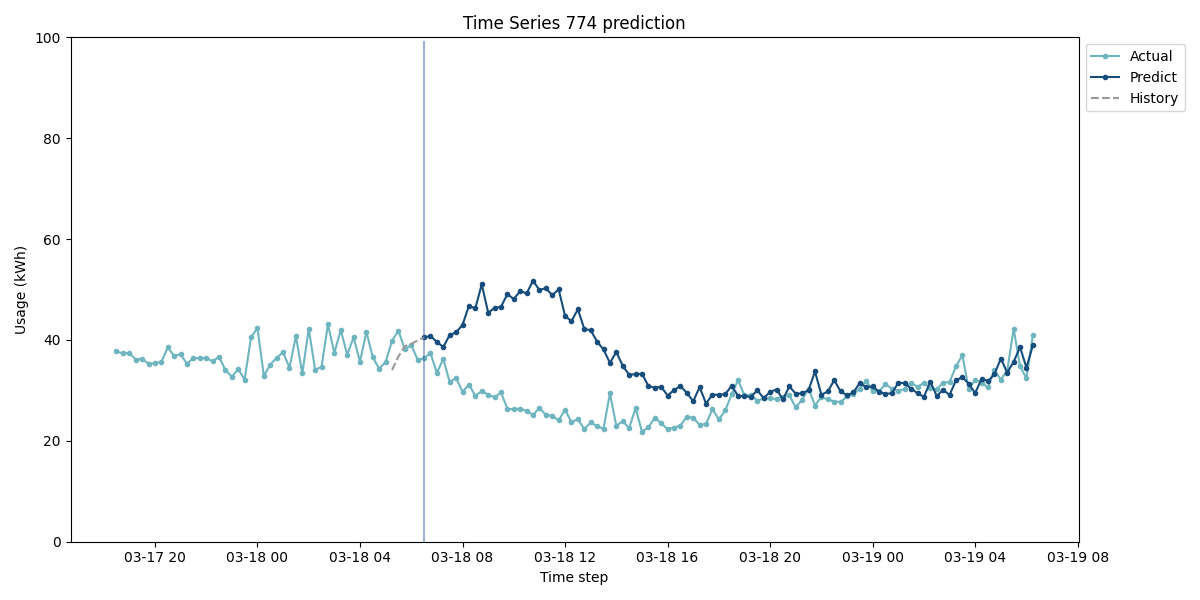 Time Series 774 prediction
100
80
60
40
20
0
Usage (kWh)
03-17 20
03-18 00
03-18 04
03-18 08
03-18 12
03-18 16
03-18 20
03-19 00
03-19 04
03-19 08
Time step
Actual
Predict
History